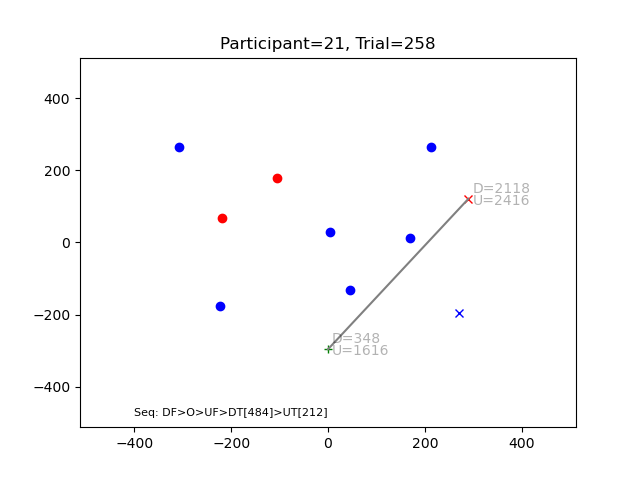 Participant=21, Trial=258
400
200
0
−200
−400
D=2118
U=2416
D=348
U=1616
Seq: DF>O>UF>DT[484]>UT[212]
−400 −200 0 200 400